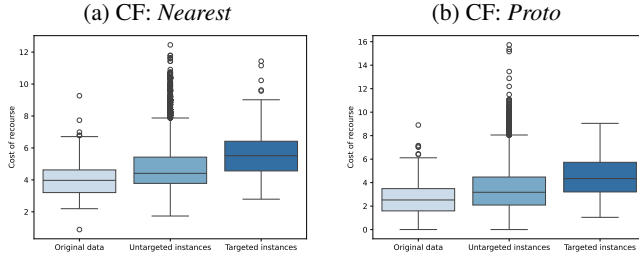 (a) CF: Nearest
Cost of recourse
12
10
8
6
4
2
Original data Untargeted instances Targeted instances
(b) CF: Proto
Cost of recourse
16
14
12
10
8
6
4
2
0
Original data Untargeted instances Targeted instances